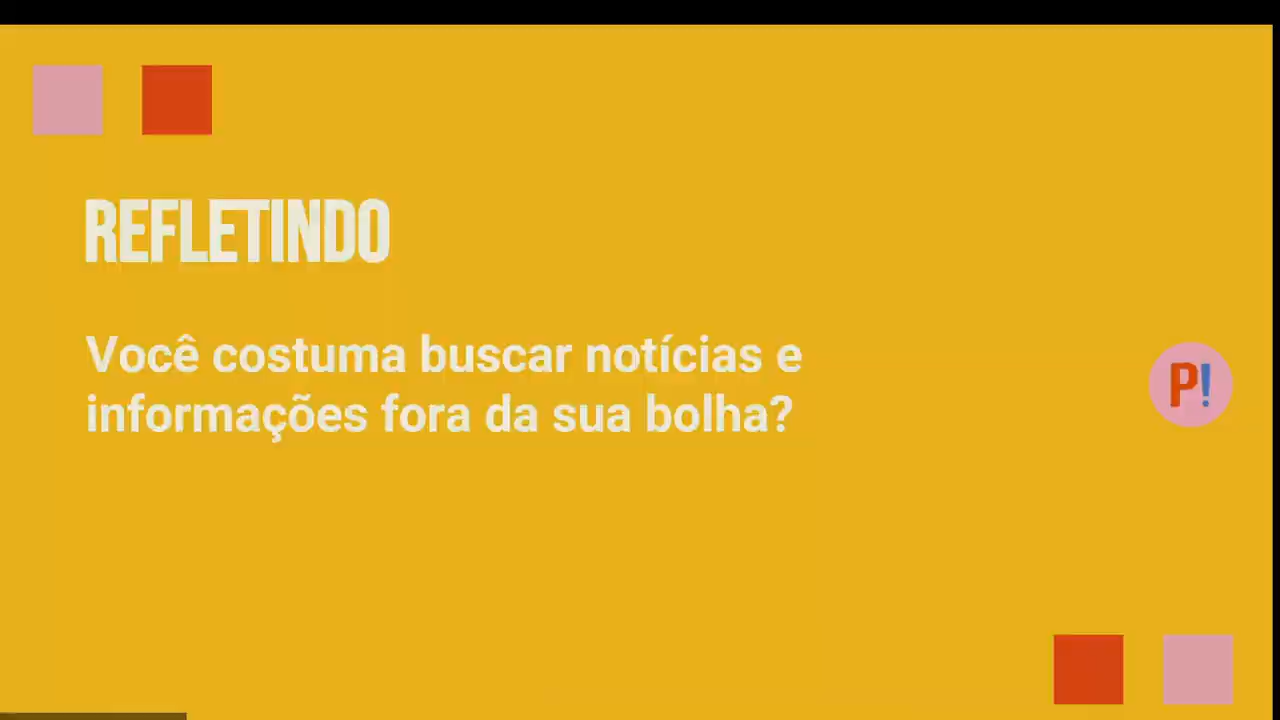 REFLETINDO
Você costuma buscar notícias e
informações fora da sua bolha?
P!